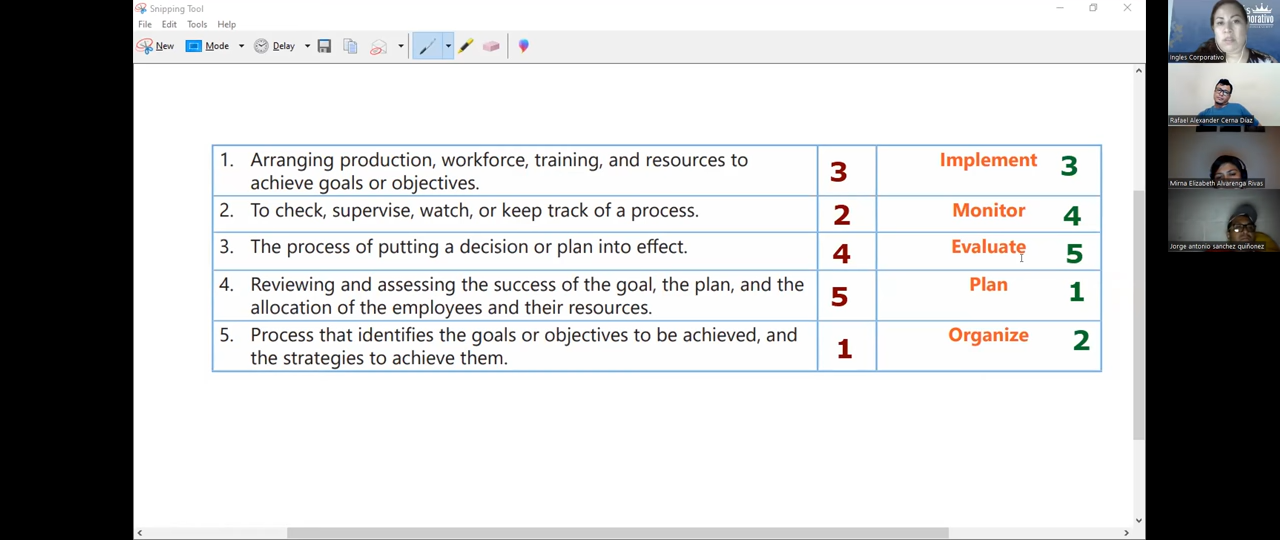 Snipping Tool
File Edit Tools Help
New Mode Delay
1. Arranging production, workforce, training, and resources to
achieve goals or objectives.
3 Implement 3
2. To check, supervise, watch, or keep track of a process.
2 Monitor 4
3. The process of putting a decision or plan into effect.
4 Evaluate 5
4. Reviewing and assessing the success of the goal, the plan, and the
allocation of the employees and their resources.
5 Plan 1
5. Process that identifies the goals or objectives to be achieved, and
the strategies to achieve them.
1 Organize 2
Ingles Corporativo
Rafael Alexander Cerna Díaz
Mirna Elizabeth Alvarenga Rivas
Jorge antonio sanchez quiñonez